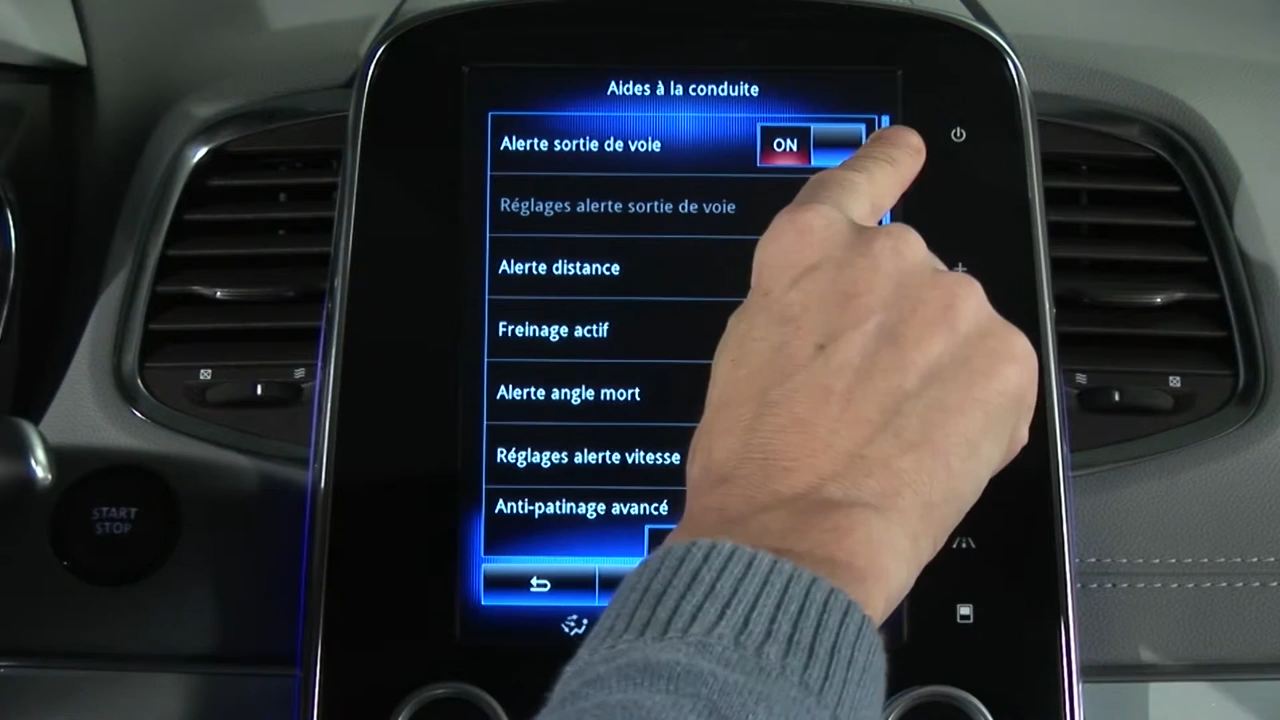 Aides à la conduite
Alerte sortie de voie
ON
Réglages alerte sortie de voie
Alerte distance
Freinage actif
Alerte angle mort
Réglages alerte vitesse
Anti-patinage avancé
START
STOP